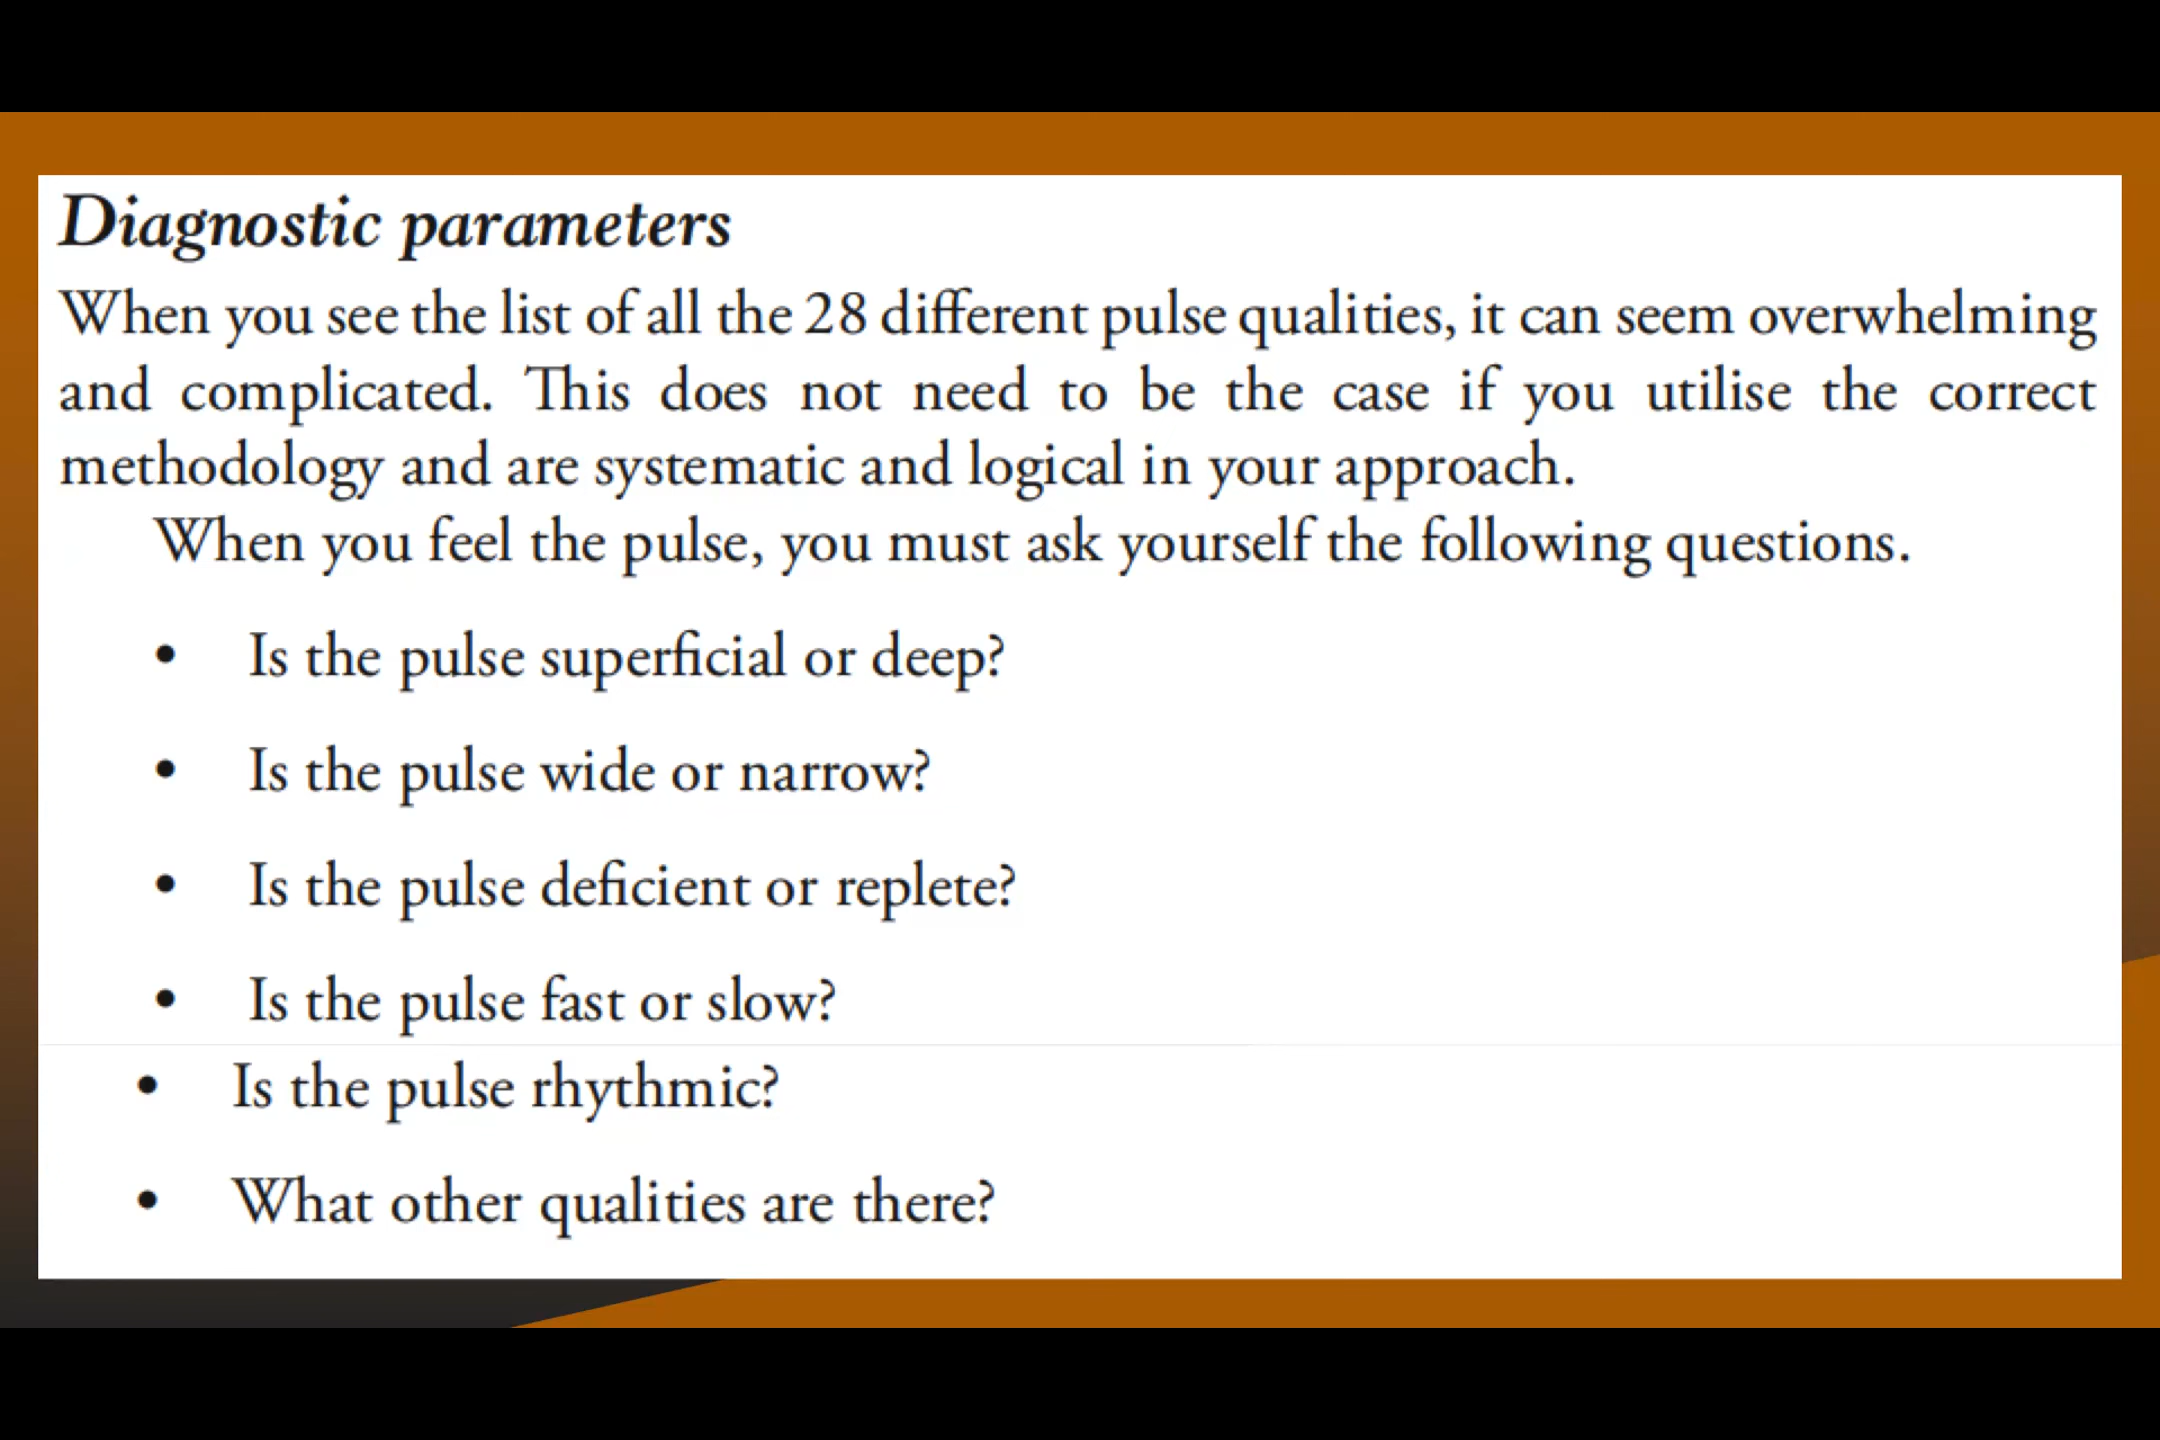 Diagnostic parameters
When you see the list of all the 28 different pulse qualities, it can seem overwhelming
and complicated. This does not need to be the case if you utilise the correct
methodology and are systematic and logical in your approach.
When you feel the pulse, you must ask yourself the following questions.
• Is the pulse superficial or deep?
• Is the pulse wide or narrow?
• Is the pulse deficient or replete?
• Is the pulse fast or slow?
• Is the pulse rhythmic?
• What other qualities are there?